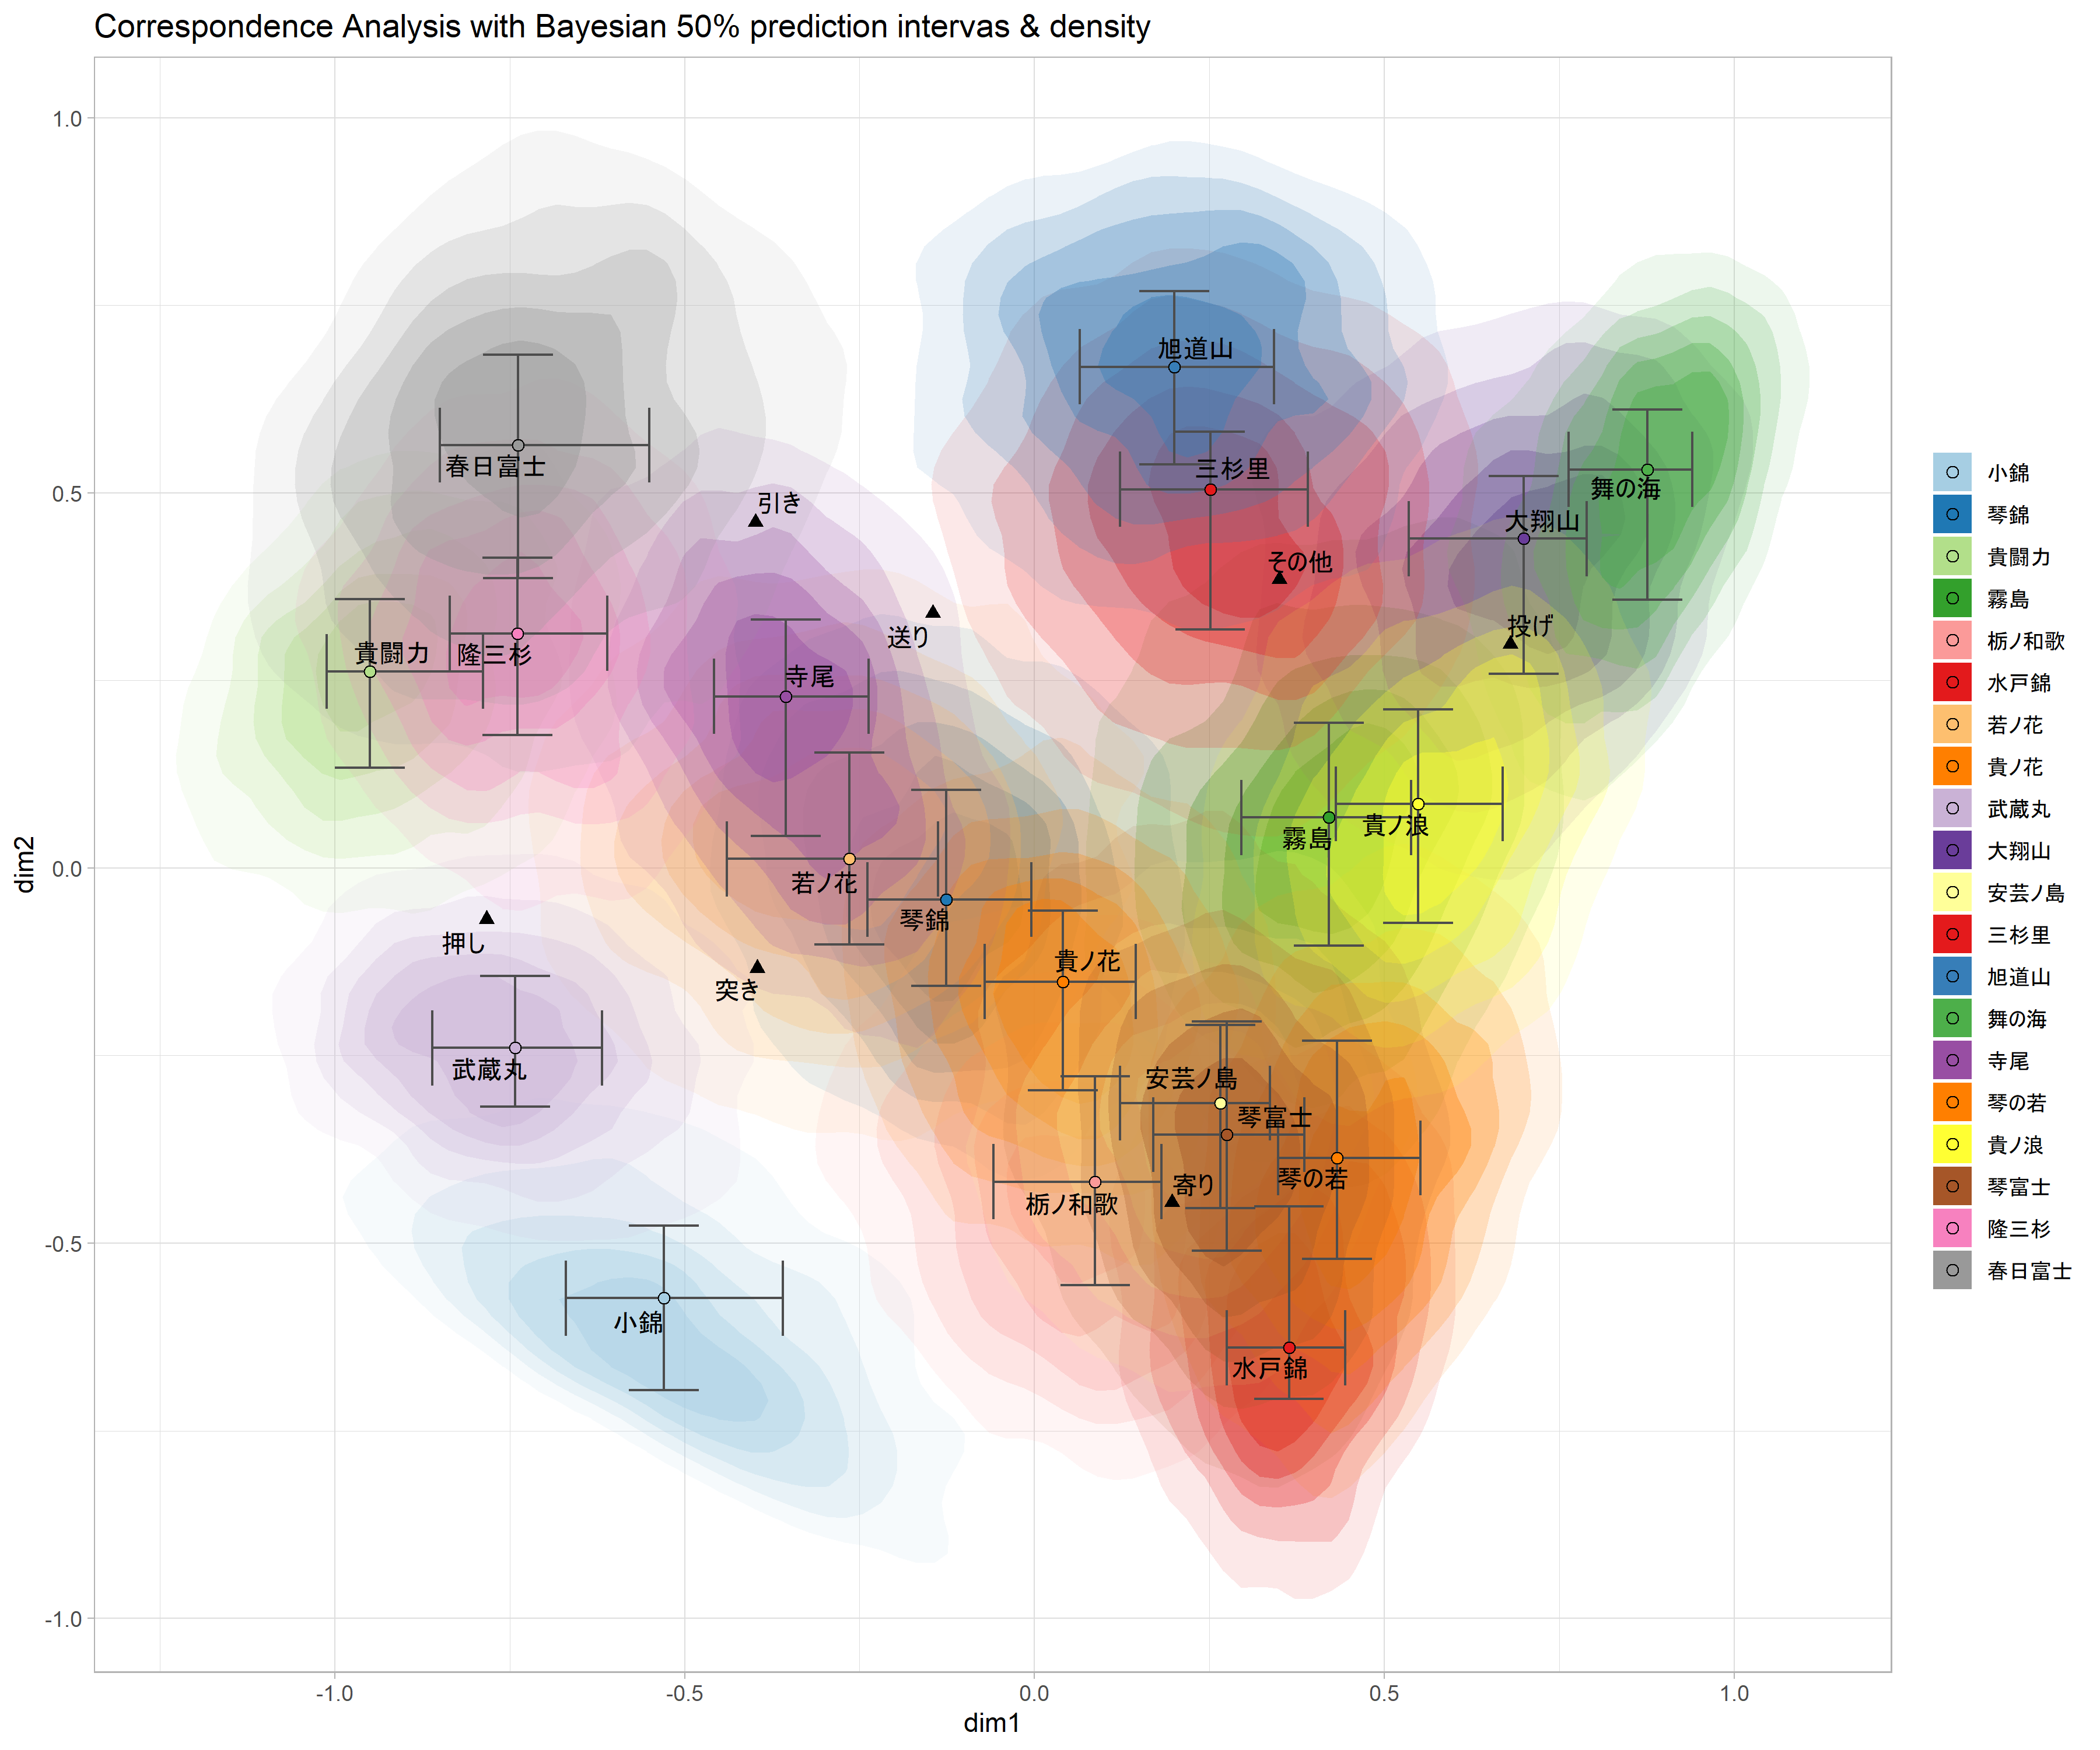 Correspondence Analysis with Bayesian 50% prediction intervas & density
1.0
0.5
0.0
-0.5
-1.0
dim2
旭道山
春日富士
三杉里
舞の海
引き
大翔山
その他
送り
投げ
貴闘力
隆三杉
寺尾
霧島
貴ノ浪
若ノ花
琴錦
押し
貴ノ花
突き
武蔵丸
安芸ノ島
琴富士
琴の若
寄り
栃ノ和歌
小錦
水戸錦
-1.0
-0.5
0.0
0.5
1.0
dim1
小錦
琴錦
貴闘力
霧島
栃ノ和歌
水戸錦
若ノ花
貴ノ花
武蔵丸
大翔山
安芸ノ島
三杉里
旭道山
舞の海
寺尾
琴の若
貴ノ浪
琴富士
隆三杉
春日富士